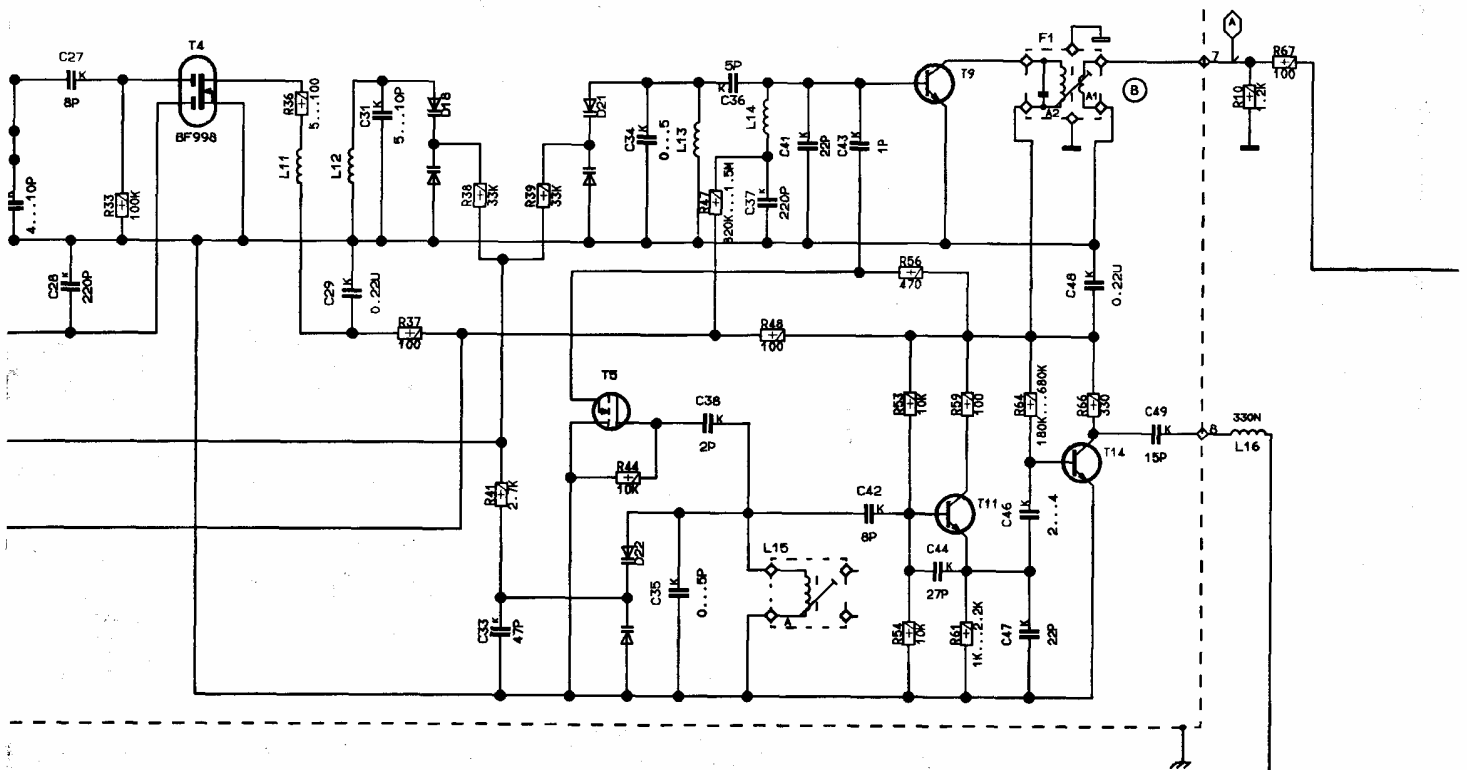 C27
K
8P
T4
BF998
4...10P
R33
100K
C28
K
220P
R36
5...100
L11
L12
C31
K
5...10P
D18
R38
33K
R39
33K
D21
C34
K
0...5
L13
5P
K
C36
L14
R47
820K...1.5M
C37
K
220P
C41
K
22P
C43
K
1P
T9
F1
A2
A1
B
7
A
R67
100
R10
1.2K
C29
K
0.22U
R37
100
R48
100
R56
470
C48
K
0.22U
T5
C38
K
2P
R44
10K
R41
2.7K
C33
K
47P
D22
C35
K
0...5P
L15
A
C42
K
8P
R53
10K
R59
100
R64
180K...680K
R66
330
C49
K
15P
8
330N
L16
T14
T11
C44
K
27P
C46
K
2...4
R54
10K
R61
1K...2.2K
C47
K
22P